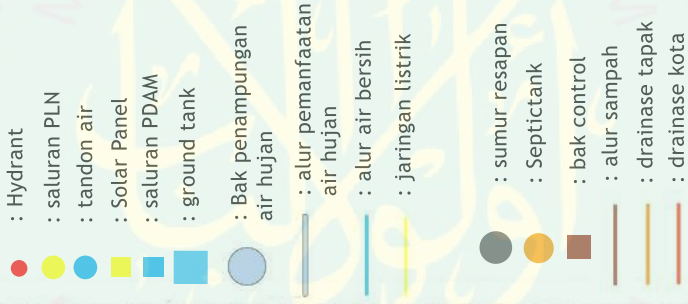 : Hydrant
: saluran PLN
: tandon air
: Solar Panel
: saluran PDAM
: ground tank
: Bak penampungan
air hujan
: alur pemanfaatan
air hujan
: alur air bersih
: jaringan listrik
: sumur resapan
: Septictank
: bak control
: alur sampah
: drainase tapak
: drainase kota